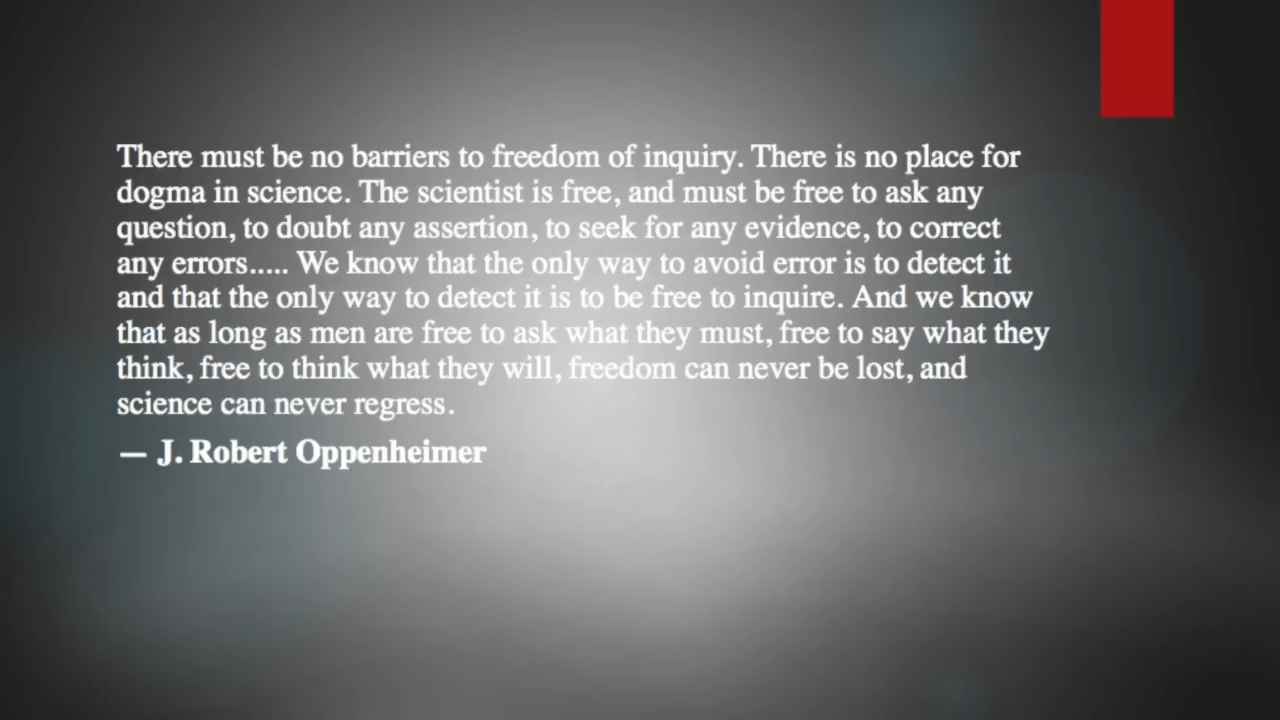 There must be no barriers to freedom of inquiry. There is no place for
dogma in science. The scientist is free, and must be free to ask any
question, to doubt any assertion, to seek for any evidence, to correct
any errors..... We know that the only way to avoid error is to detect it
and that the only way to detect it is to be free to inquire. And we know
that as long as men are free to ask what they must, free to say what they
think, free to think what they will, freedom can never be lost, and
science can never regress.
— J. Robert Oppenheimer